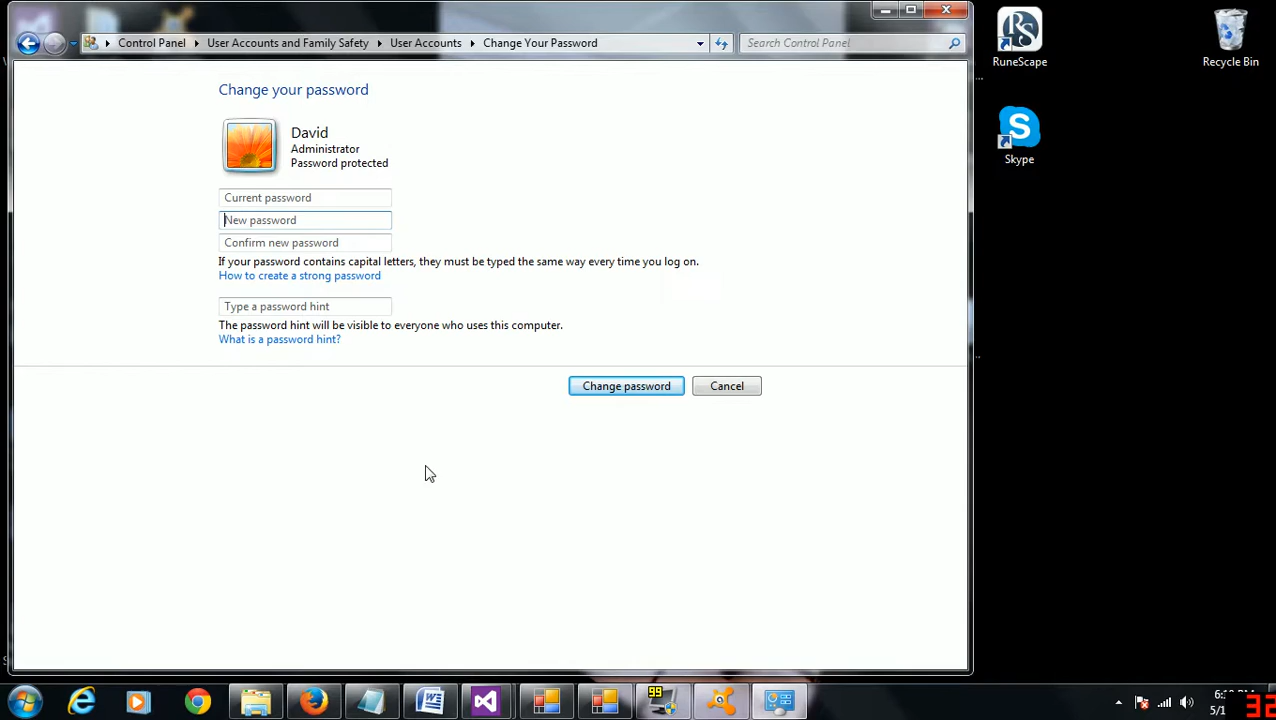 Control Panel User Accounts and Family Safety User Accounts Change Your Password Search Control Panel
RS
RuneScape
Recycle Bin
Change your password
David
Administrator
Password protected
Current password
New password
Confirm new password
If your password contains capital letters, they must be typed the same way every time you log on.
How to create a strong password
Type a password hint
The password hint will be visible to everyone who uses this computer.
What is a password hint?
Change password Cancel
S
Skype
99
W
5/1
32